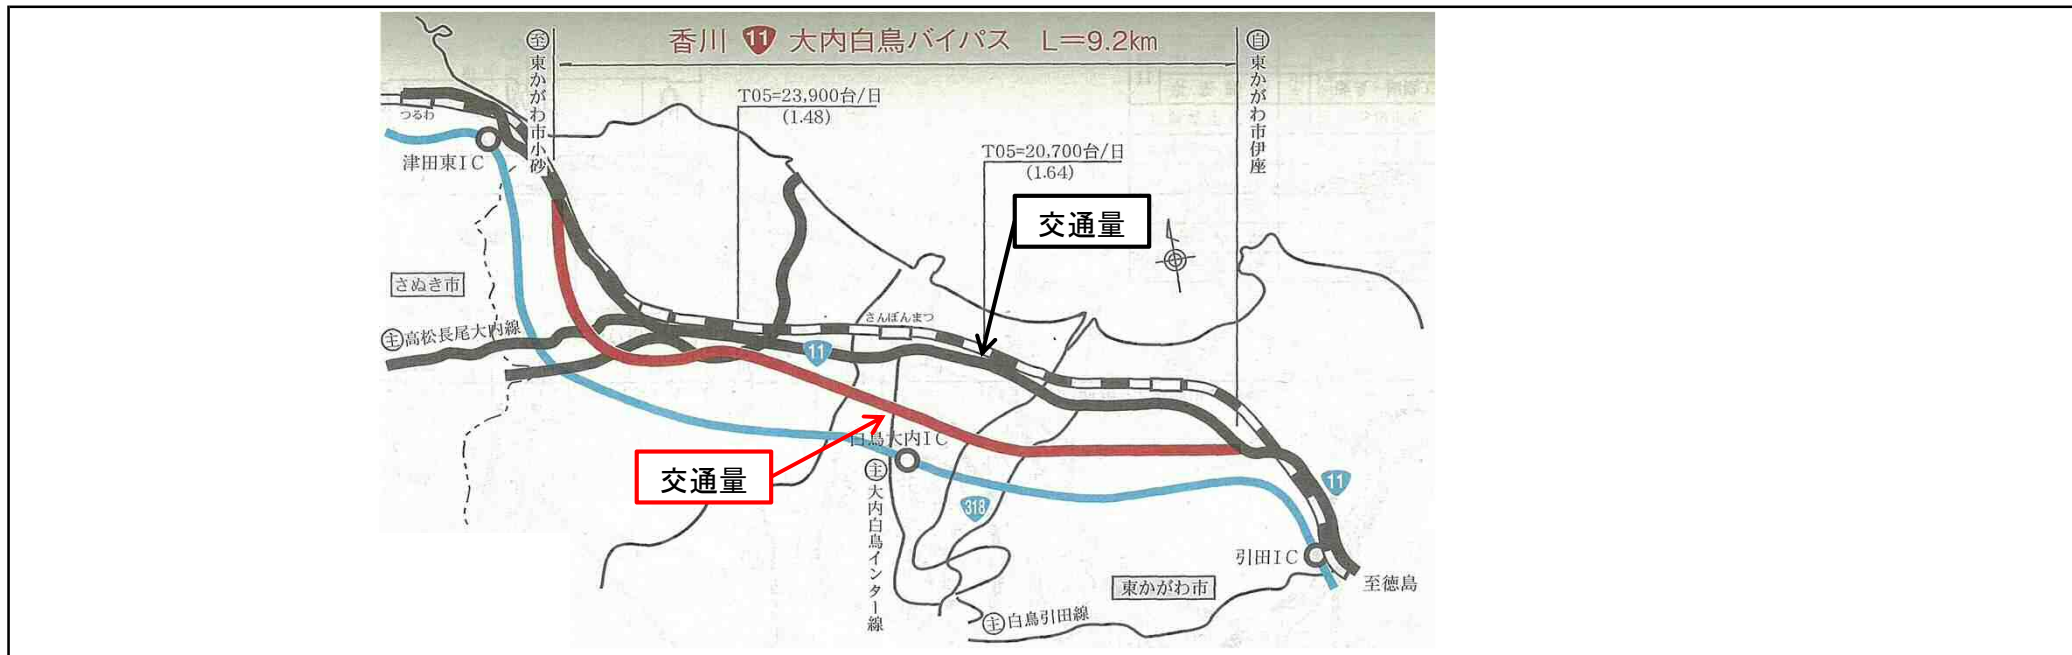 香川 11 大内白鳥バイパス L=9.2km
至 東かがわ市小砂
自 東かがわ市伊座
T05=23,900台/日
(1.48)
T05=20,700台/日
(1.64)
つるわ
津田東IC
交通量
さぬき市
主 高松長尾大内線
さんぼんまつ
11
白鳥大内IC
交通量
主 大内白鳥インター線
318
11
引田IC
東かがわ市
至徳島
主 白鳥引田線